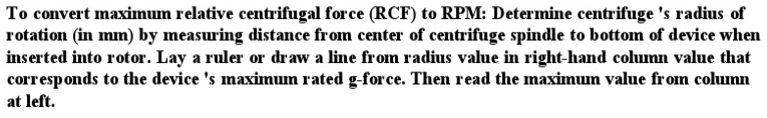 To convert maximum relative centrifugal force (RCF) to RPM: Determine centrifuge 's radius of
rotation (in mm) by measuring distance from center of centrifuge spindle to bottom of device when
inserted into rotor. Lay a ruler or draw a line from radius value in right-hand column value that
corresponds to the device 's maximum rated g-force. Then read the maximum value from column
at left.